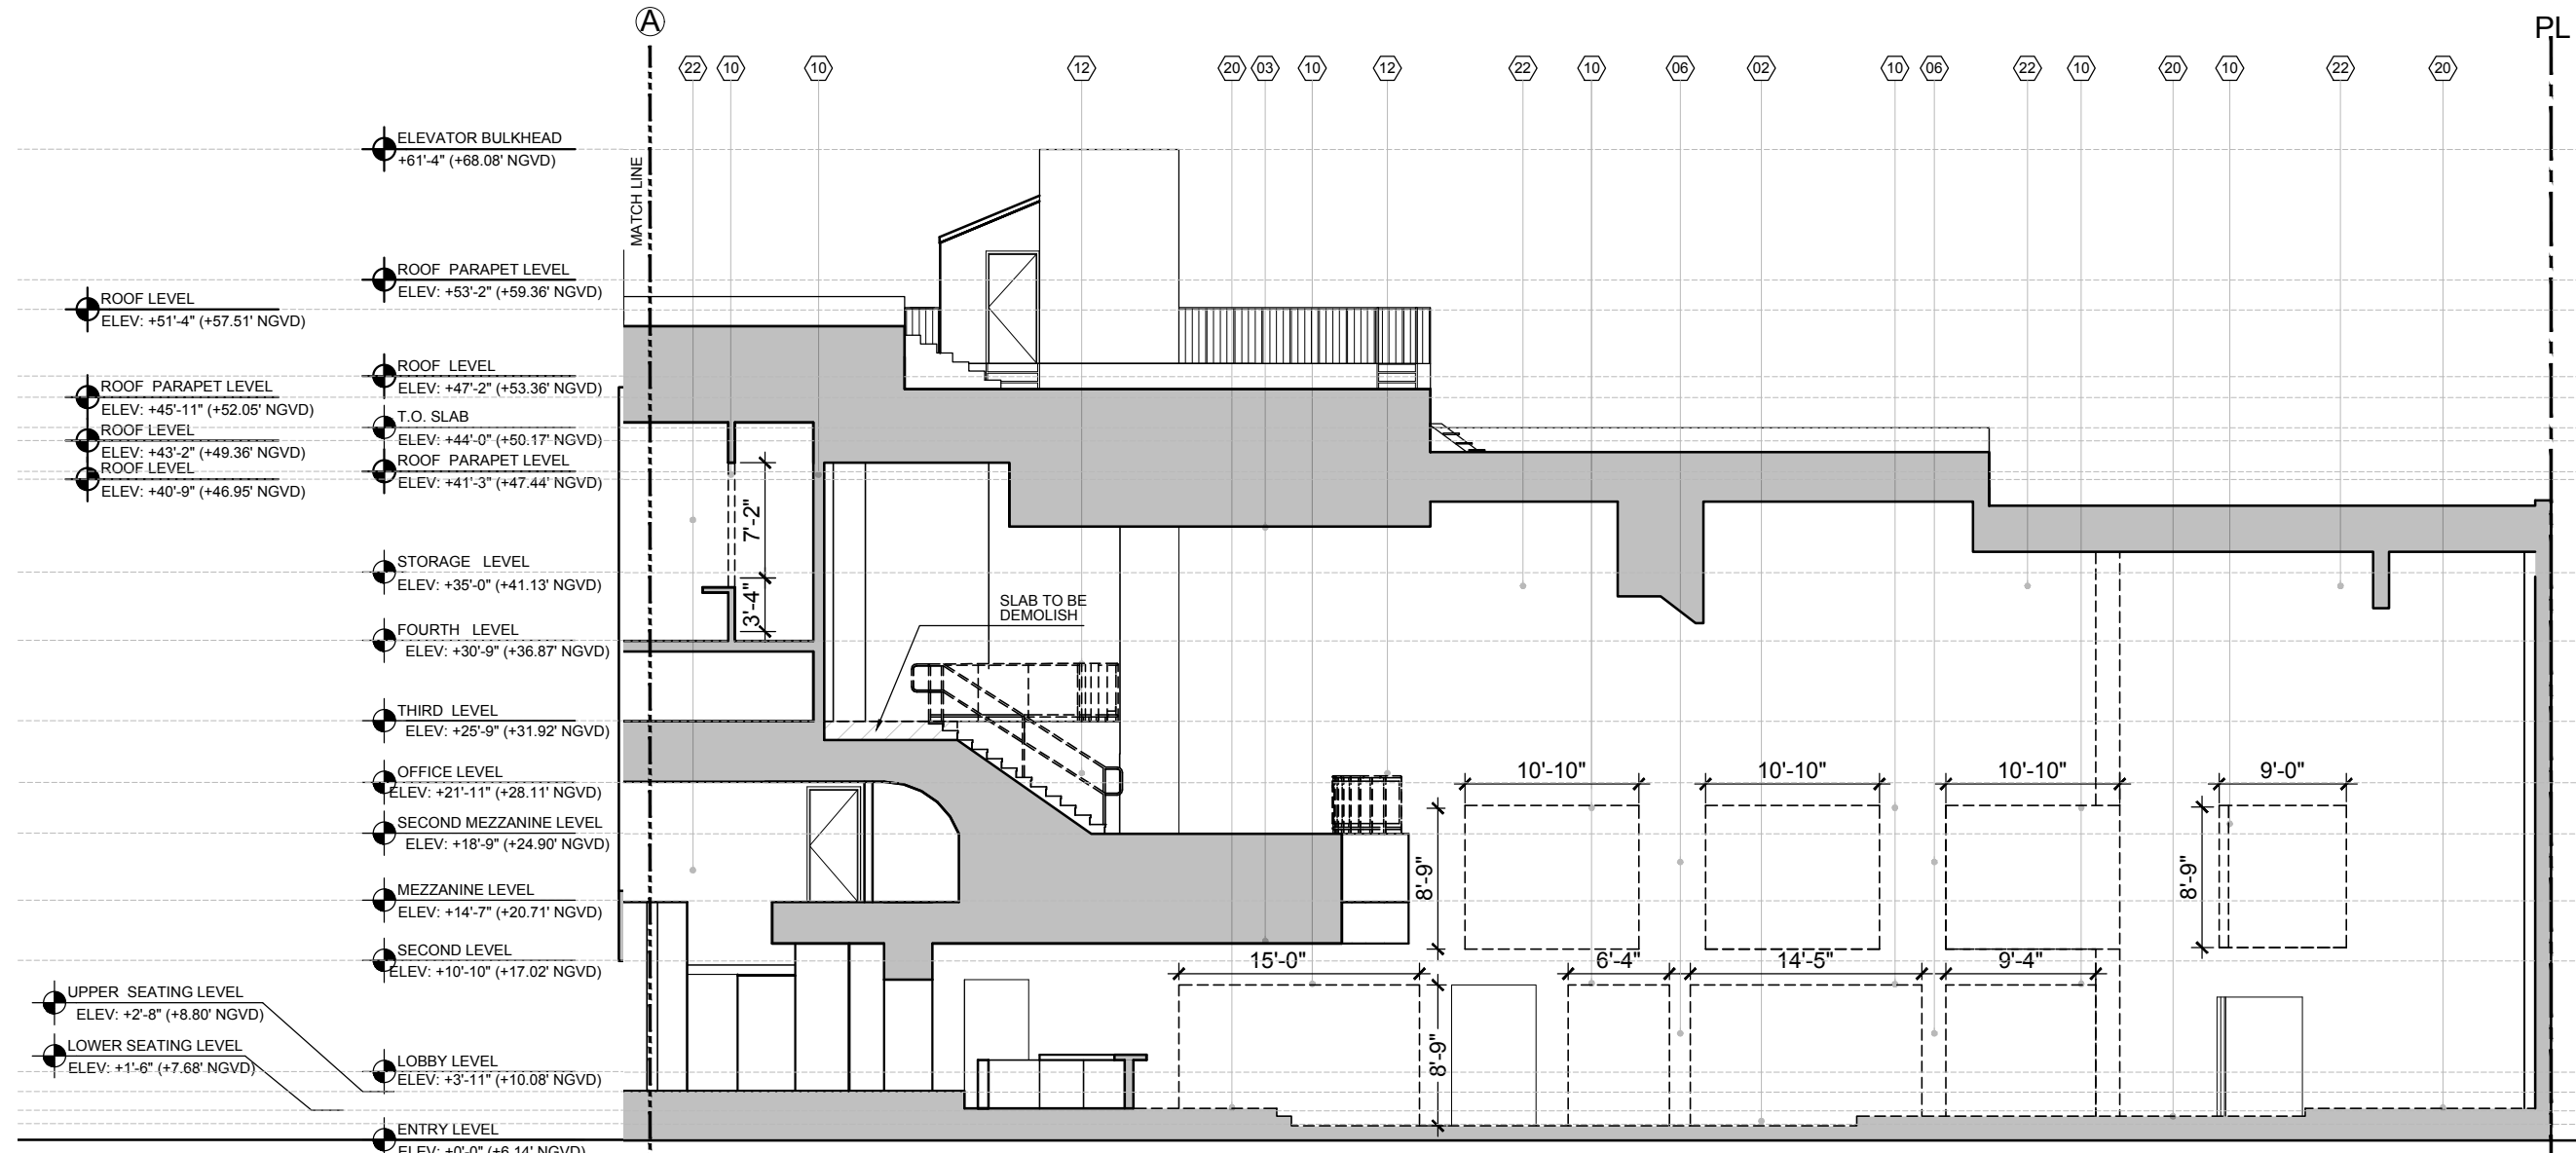 A
PL
22 10 10 12 20 03 10 12 22 10 06 02 10 06 22 10 20 10 22 20
MATCH LINE
ELEVATOR BULKHEAD
+61'-4" (+68.08' NGVD)
ROOF PARAPET LEVEL
ELEV: +53'-2" (+59.36' NGVD)
ROOF LEVEL
ELEV: +51'-4" (+57.51' NGVD)
ROOF LEVEL
ELEV: +47'-2" (+53.36' NGVD)
ROOF PARAPET LEVEL
ELEV: +45'-11" (+52.05' NGVD)
T.O. SLAB
ELEV: +44'-0" (+50.17' NGVD)
ROOF LEVEL
ELEV: +43'-2" (+49.36' NGVD)
ROOF PARAPET LEVEL
ELEV: +41'-3" (+47.44' NGVD)
ROOF LEVEL
ELEV: +40'-9" (+46.95' NGVD)
7'-2"
STORAGE LEVEL
ELEV: +35'-0" (+41.13' NGVD)
3'-4"
SLAB TO BE
DEMOLISH
FOURTH LEVEL
ELEV: +30'-9" (+36.87' NGVD)
THIRD LEVEL
ELEV: +25'-9" (+31.92' NGVD)
OFFICE LEVEL
ELEV: +21'-11" (+28.11' NGVD)
10'-10" 10'-10" 10'-10" 9'-0"
SECOND MEZZANINE LEVEL
ELEV: +18'-9" (+24.90' NGVD)
8'-9" 8'-9"
MEZZANINE LEVEL
ELEV: +14'-7" (+20.71' NGVD)
SECOND LEVEL
ELEV: +10'-10" (+17.02' NGVD)
15'-0" 6'-4" 14'-5" 9'-4"
UPPER SEATING LEVEL
ELEV: +2'-8" (+8.80' NGVD)
LOWER SEATING LEVEL
ELEV: +1'-6" (+7.68' NGVD)
8'-9"
LOBBY LEVEL
ELEV: +3'-11" (+10.08' NGVD)
ENTRY LEVEL
ELEV: +0'-0" (+6.14' NGVD)